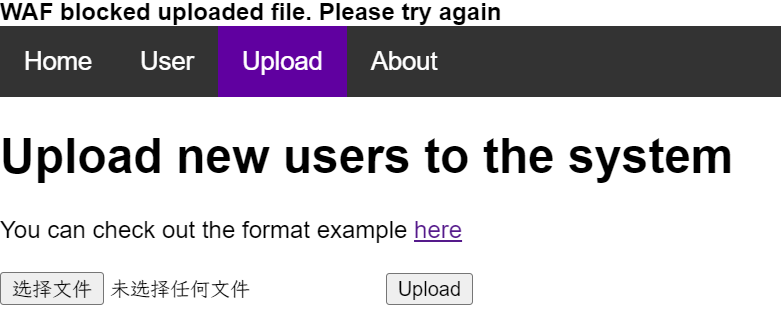 WAF blocked uploaded file. Please try again
Home User Upload About
Upload new users to the system
You can check out the format example here
选择文件 未选择任何文件 Upload